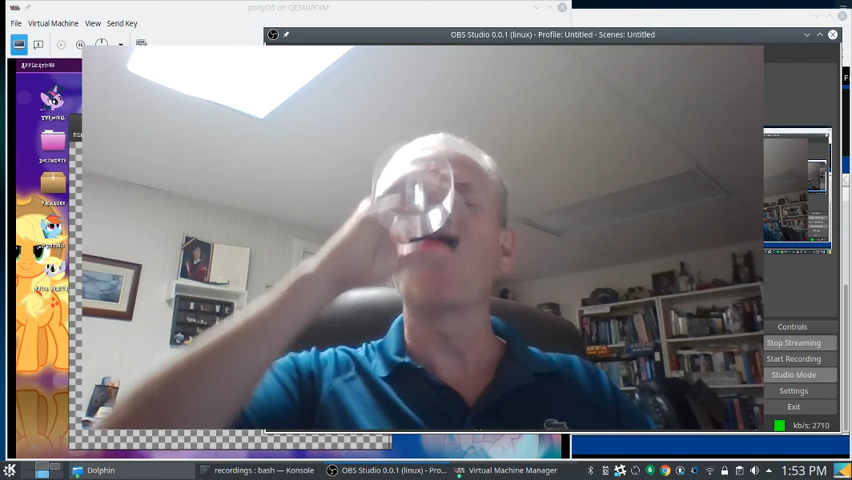 ponyOS on QEMU/KVM
File Virtual Machine View Send Key
OBS Studio 0.0.1 (linux) - Profile: Untitled - Scenes: Untitled
APPLICATIONS
Controls
Stop Streaming
Start Recording
Studio Mode
Settings
Exit
kb/s: 2710
Dolphin
recordings : bash — Konsole
OBS Studio 0.0.1 (linux) - Pro...
Virtual Machine Manager
1:53 PM